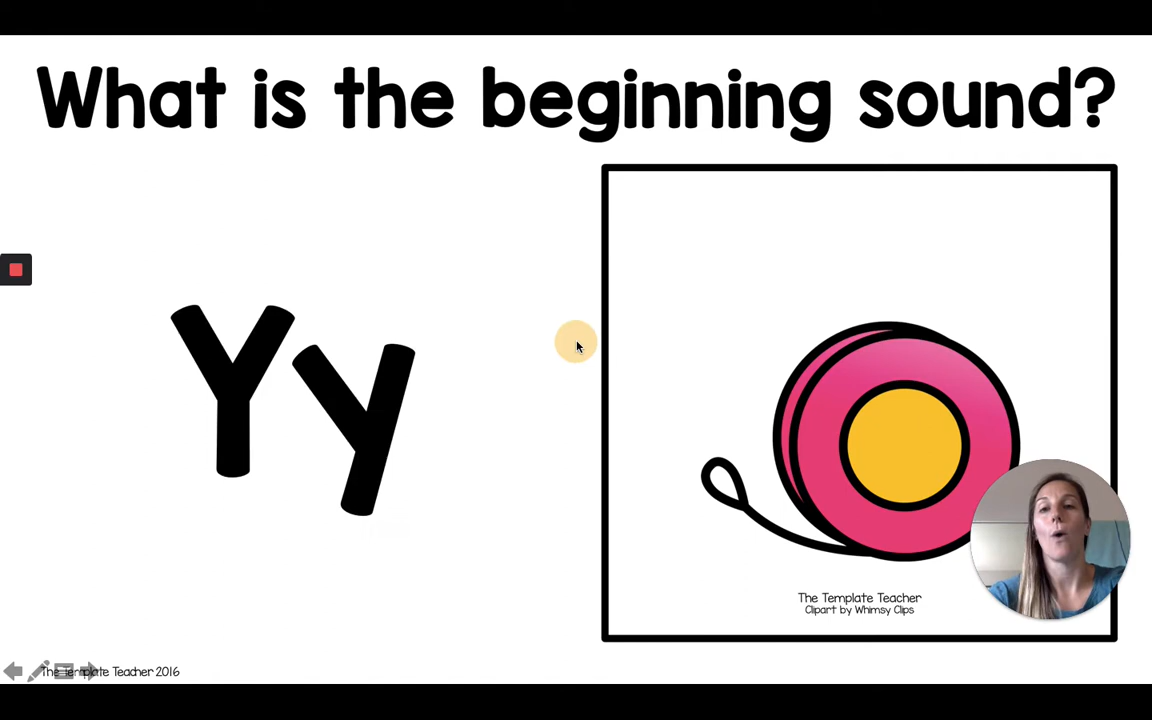 What is the beginning sound?
Yy
The Template Teacher
Clipart by Whimsy Clips
The Template Teacher 2016